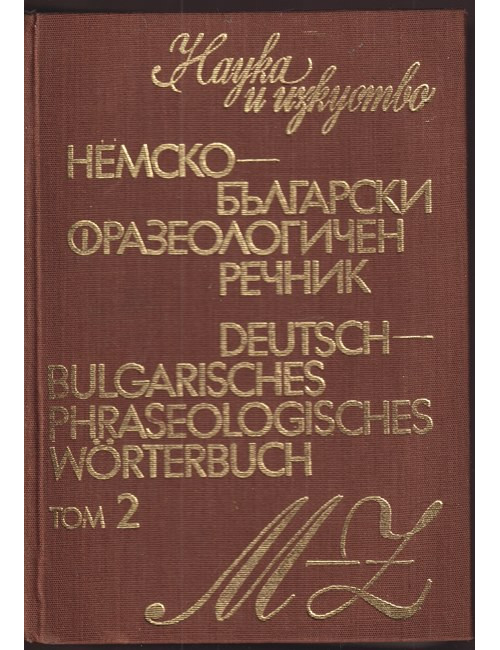 Наука
и изкуство
НЕМСКО—
БЪЛГАРСКИ
ФРАЗЕОЛОГИЧЕН
РЕЧНИК
DEUTSCH—
BULGARISCHES
PHRASEOLOGISCHES
WÖRTERBUCH
ТОМ 2
M—Z